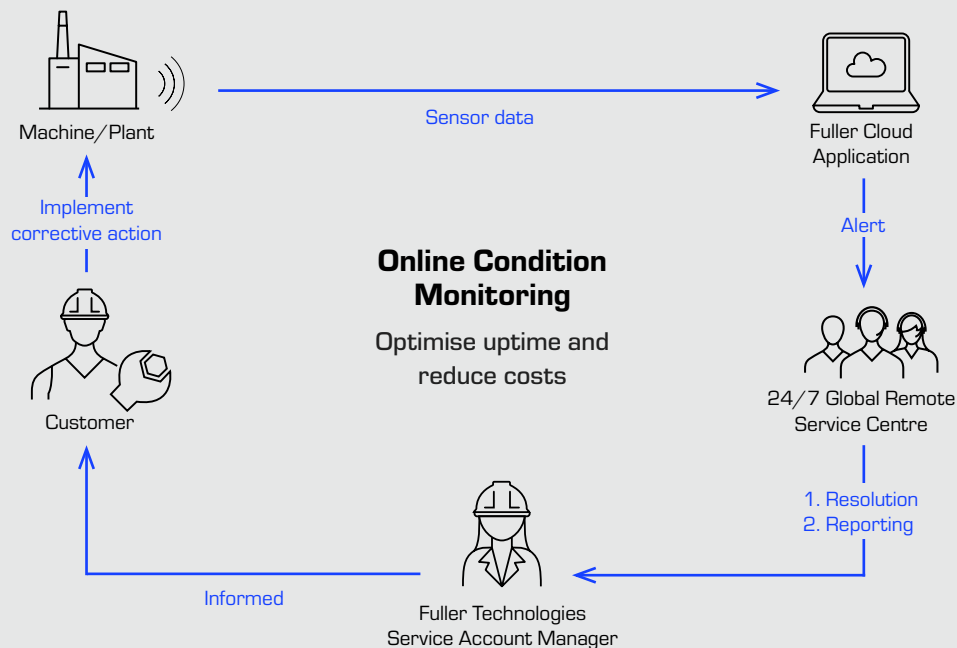 Machine/Plant
Sensor data
Fuller Cloud
Application
Implement
corrective action
Alert
Online Condition
Monitoring
Optimise uptime and
reduce costs
Customer
24/7 Global Remote
Service Centre
1. Resolution
2. Reporting
Informed
Fuller Technologies
Service Account Manager